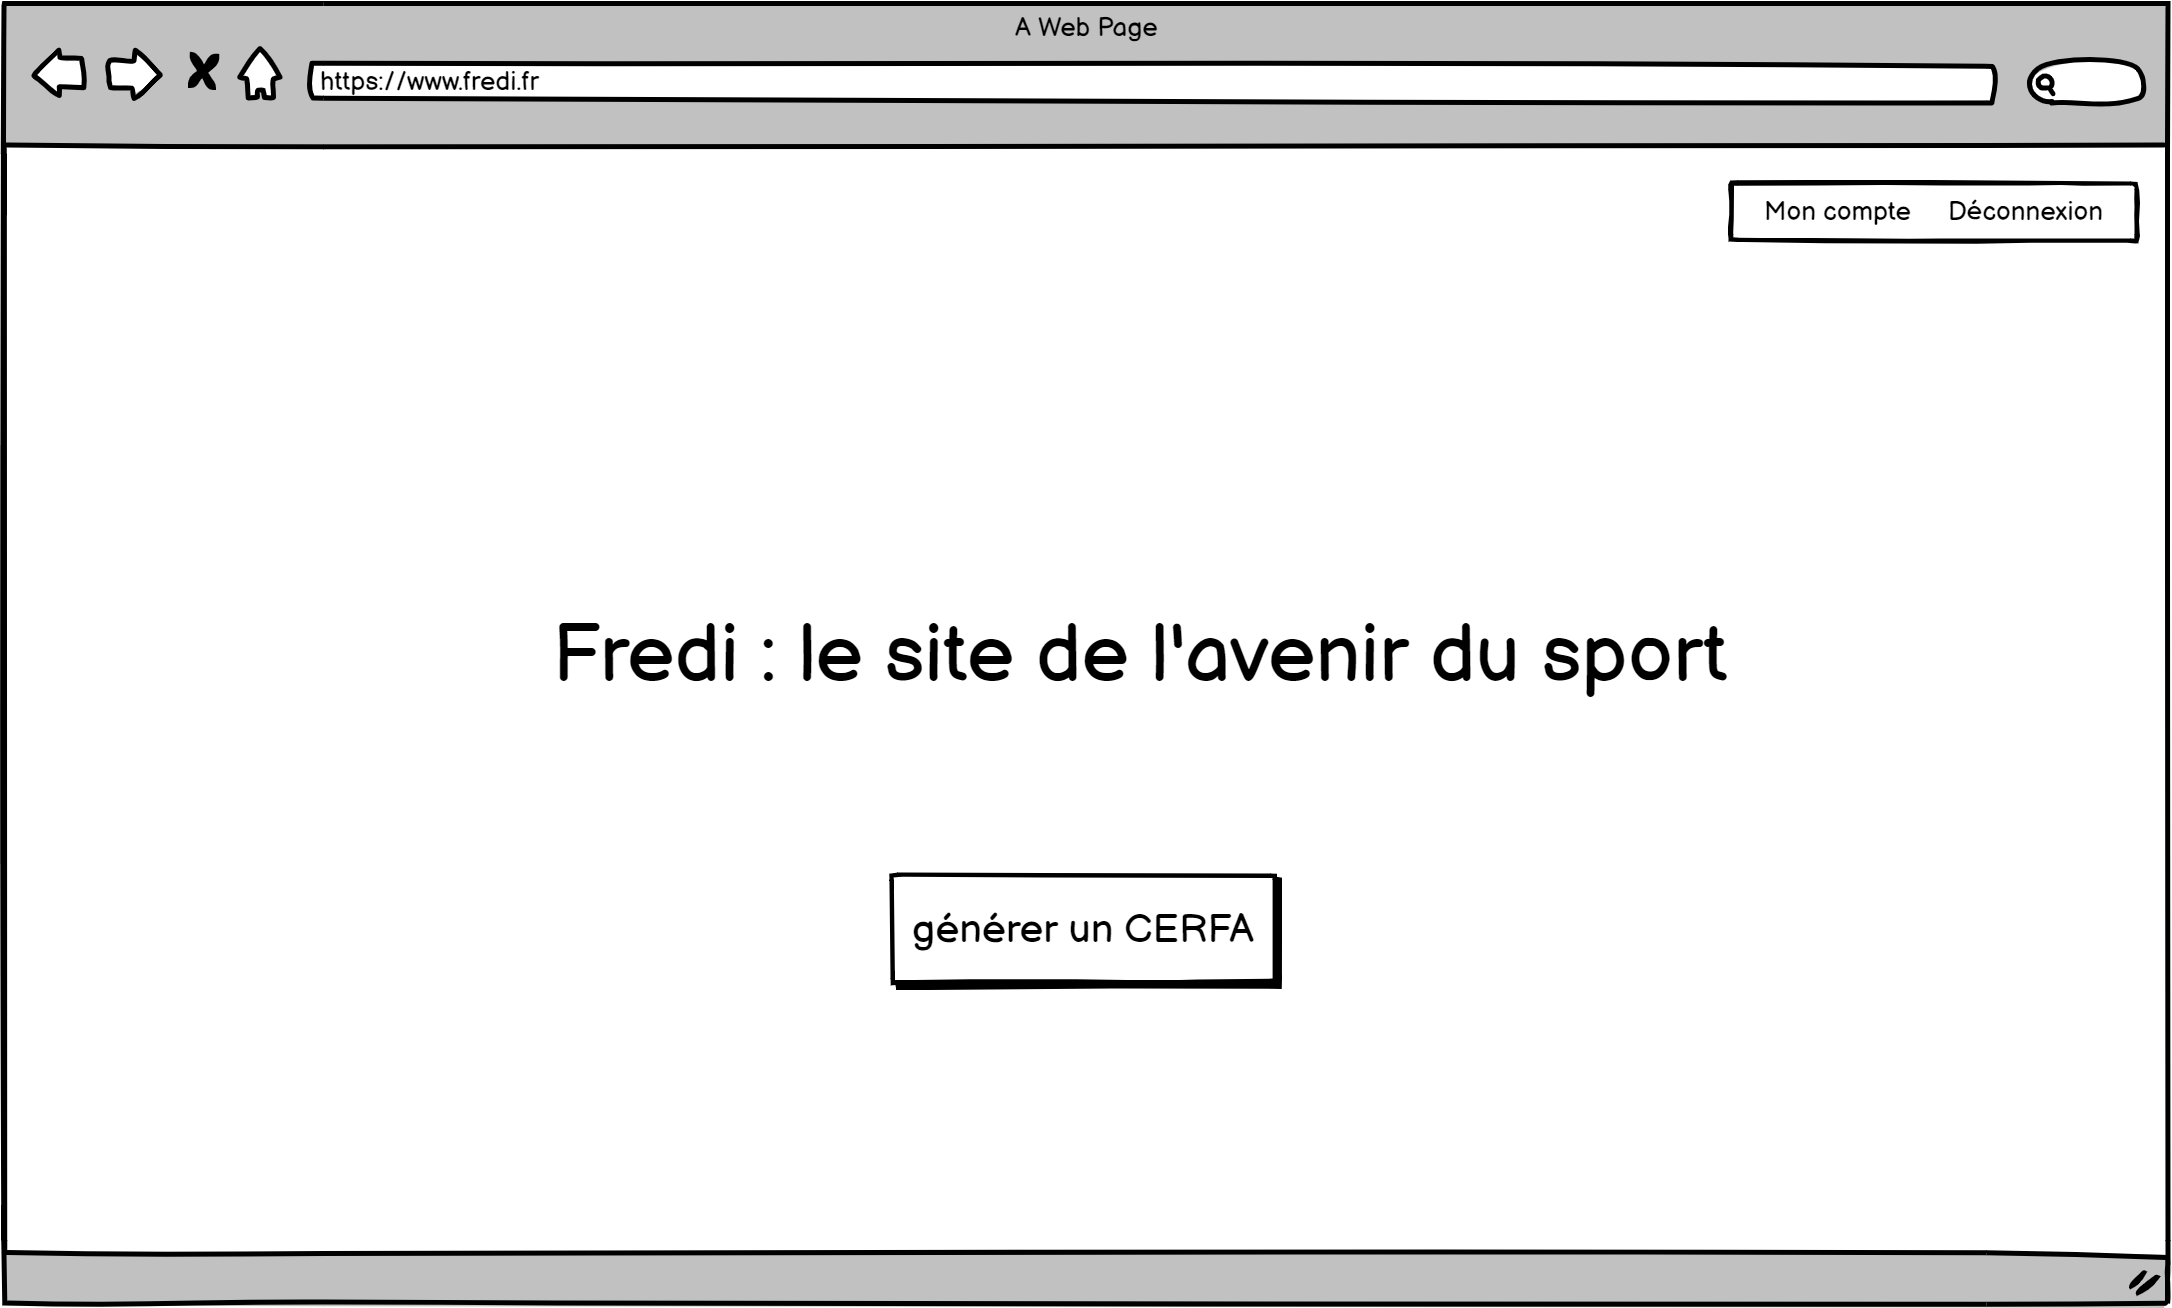 A Web Page
https://www.fredi.fr
Mon compte Déconnexion
Fredi : le site de l'avenir du sport
générer un CERFA